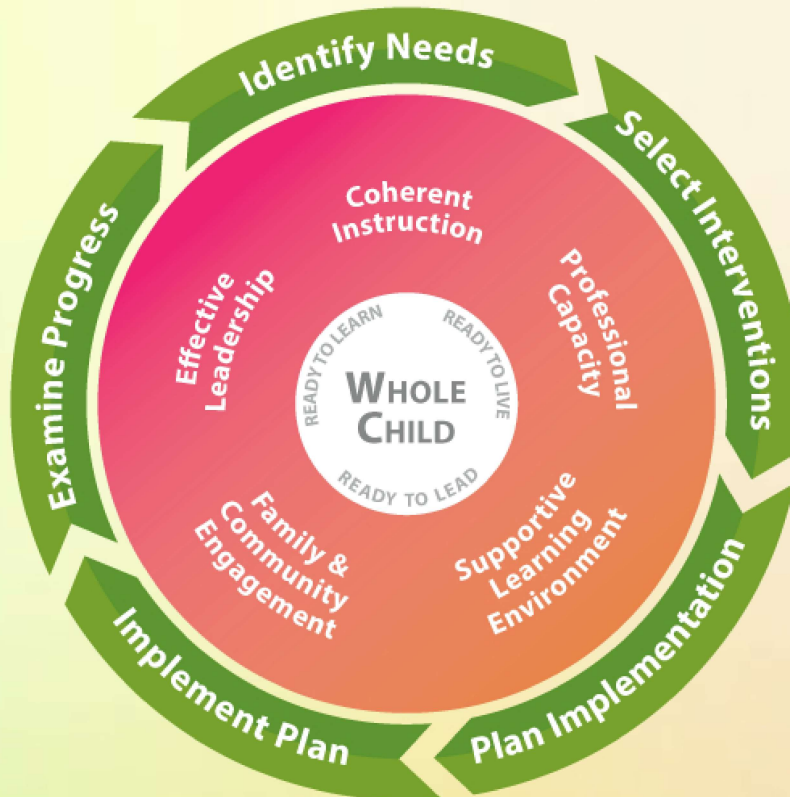 Identify Needs
Select Interventions
Plan Implementation
Implement Plan
Examine Progress
Coherent
Instruction
Professional
Capacity
Supportive
Learning
Environment
Family &
Community
Engagement
Effective
Leadership
READY TO LEARN
READY TO LIVE
READY TO LEAD
WHOLE
CHILD